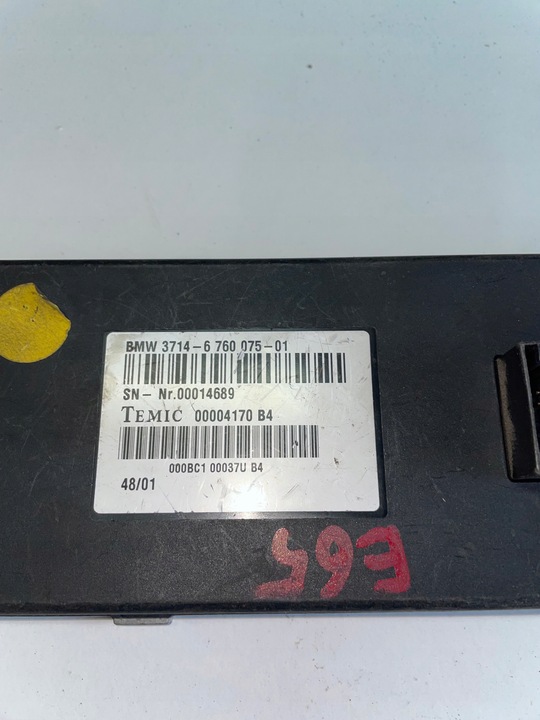 BMW 3714-6 760 075-01
SN- Nr.00014689
TEMIC 00004170 B4
000BC1 00037U B4
48/01
E65